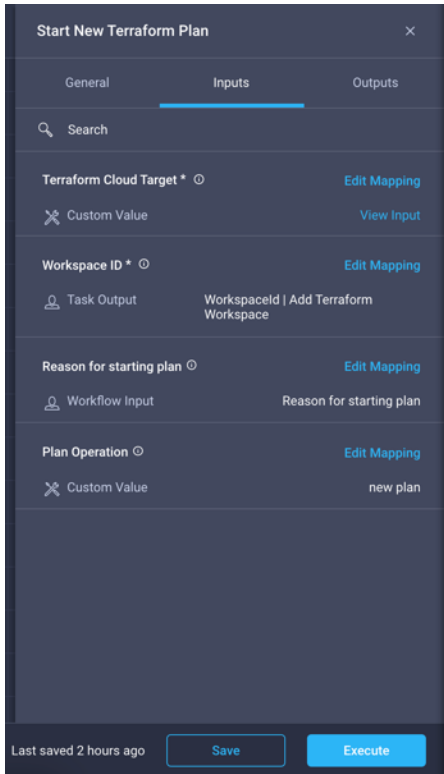 Start New Terraform Plan
General Inputs Outputs
Search
Terraform Cloud Target * Edit Mapping
Custom Value View Input
Workspace ID * Edit Mapping
Task Output WorkspaceId | Add Terraform
Workspace
Reason for starting plan Edit Mapping
Workflow Input Reason for starting plan
Plan Operation Edit Mapping
Custom Value new plan
Last saved 2 hours ago Save Execute